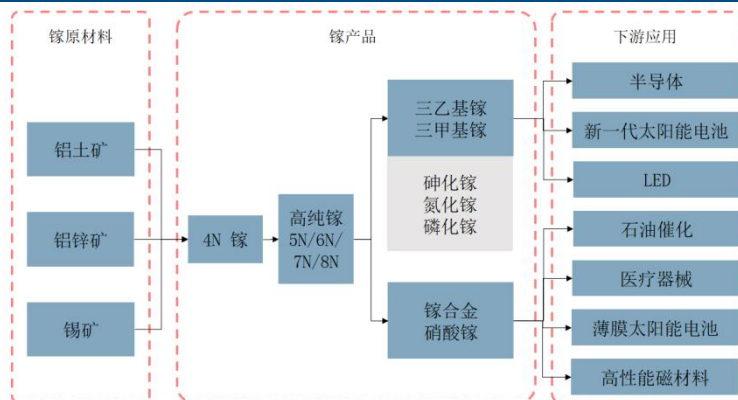 镓原材料
镓产品
下游应用
铝土矿
铝锌矿
锡矿
4N 镓
高纯镓
5N/6N/
7N/8N
三乙基镓
三甲基镓
砷化镓
氮化镓
磷化镓
镓合金
硝酸镓
半导体
新一代太阳能电池
LED
石油催化
医疗器械
薄膜太阳能电池
高性能磁材料